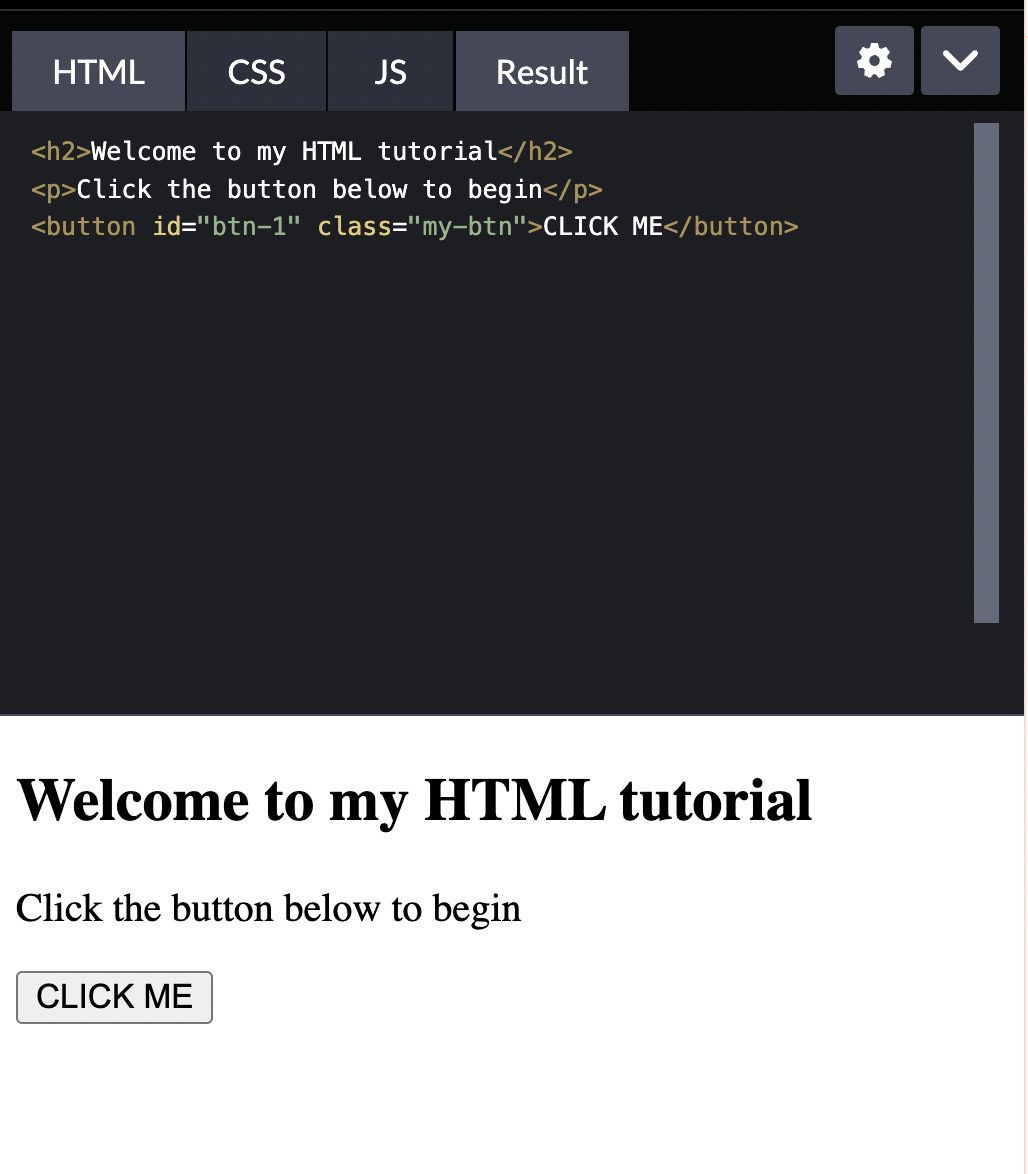 HTML CSS JS Result
<h2>Welcome to my HTML tutorial</h2>
<p>Click the button below to begin</p>
<button id="btn-1" class="my-btn">CLICK ME</button>
Welcome to my HTML tutorial
Click the button below to begin
CLICK ME